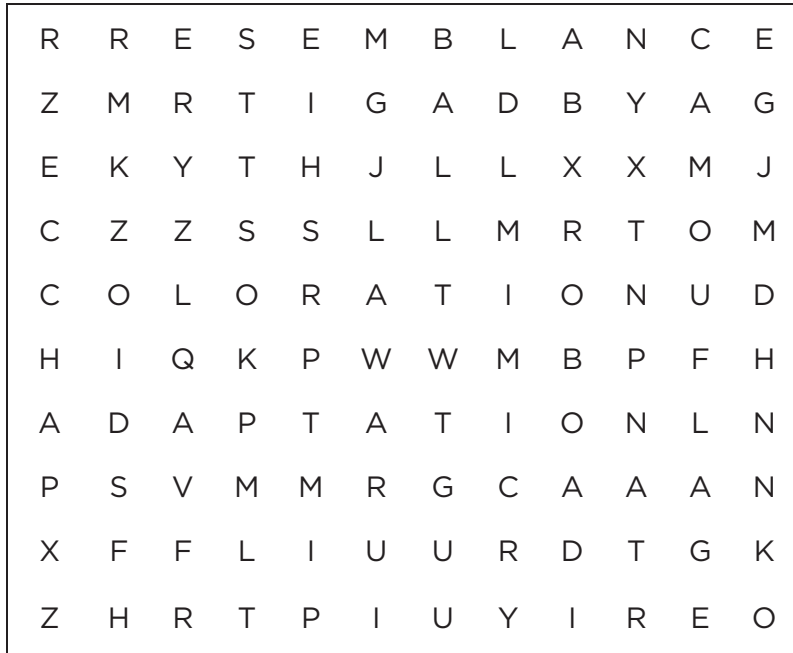 R R E S E M B L A N C E
Z M R T I G A D B Y A G
E K Y T H J L L X X M J
C Z Z S S L L M R T O M
C O L O R A T I O N U D
H I Q K P W W M B P F H
A D A P T A T I O N L N
P S V M M R G C A A A N
X F F L I U U R D T G K
Z H R T P I U Y I R E O